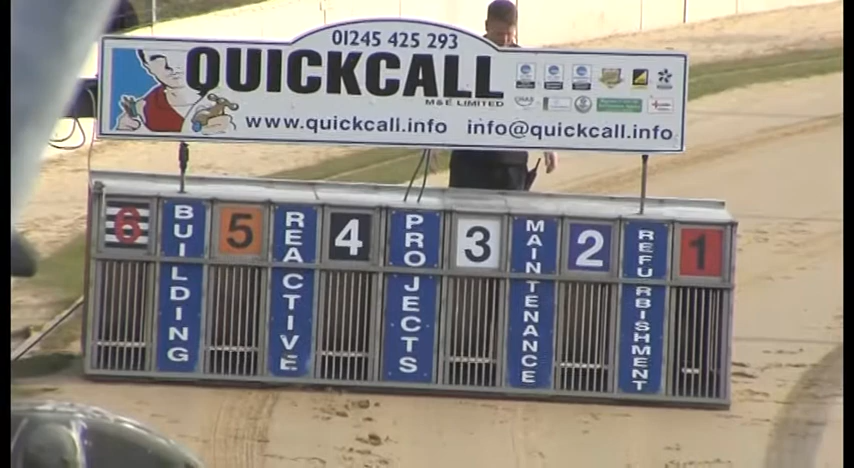 01245 425 293
QUICKCALL
M&E LIMITED
www.quickcall.info info@quickcall.info
6 BUILDING 5 REACTIVE 4 PROJECTS 3 MAINTENANCE 2 REFURBISHMENT 1